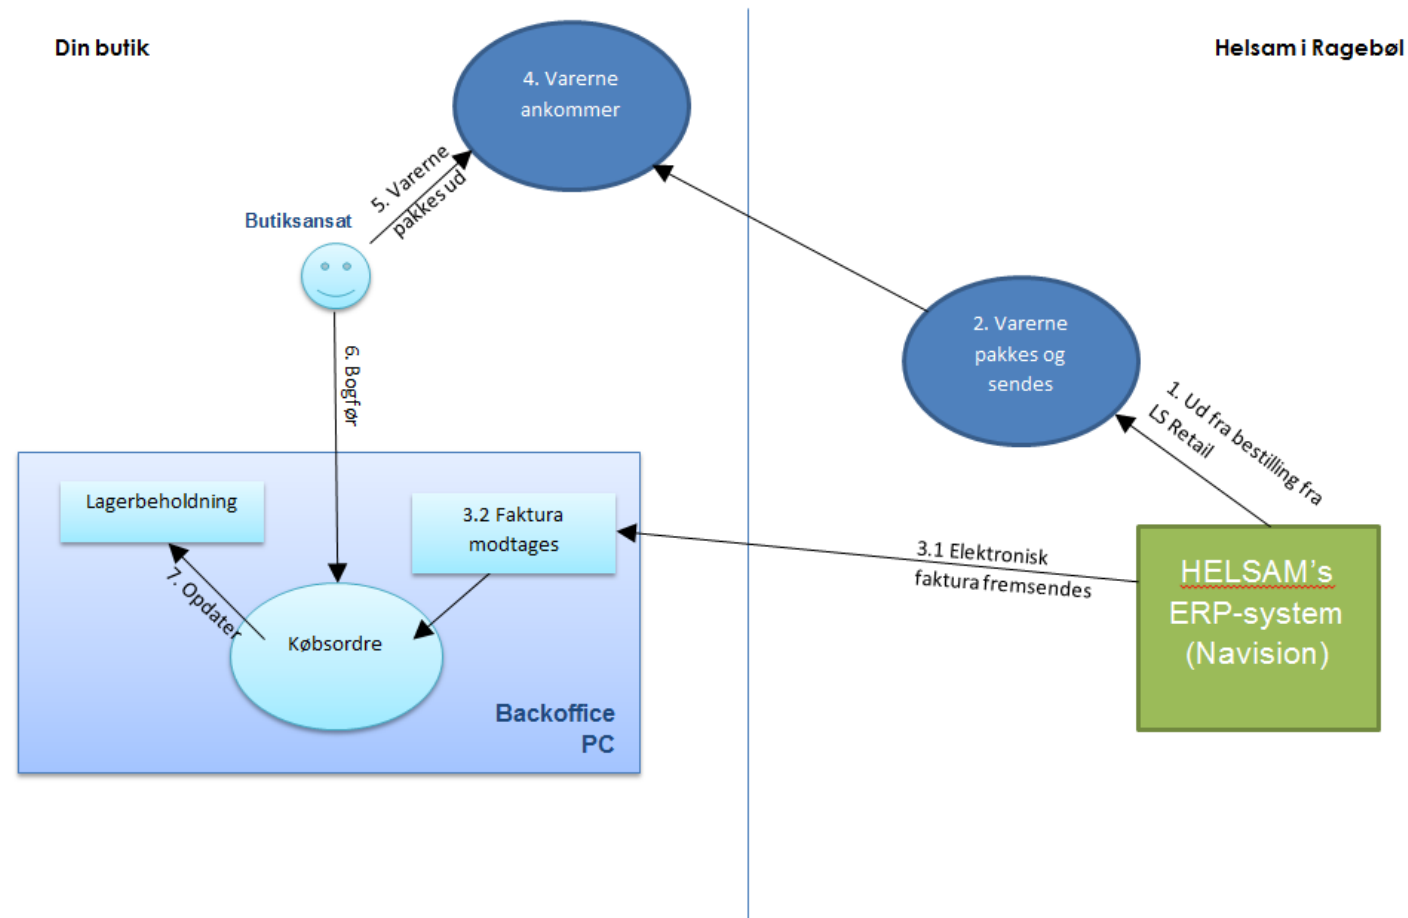 Din butik
Helsam i Ragebøl
4. Varerne
ankommer
5. Varerne
pakkes ud
Butiksansat
2. Varerne
pakkes og
sendes
1. Ud fra bestilling fra
LS Retail
6. Bogfør
Lagerbeholdning
3.2 Faktura
modtages
3.1 Elektronisk
faktura fremsendes
HELSAM’s
ERP-system
(Navision)
7. Opdater
Købsordre
Backoffice
PC